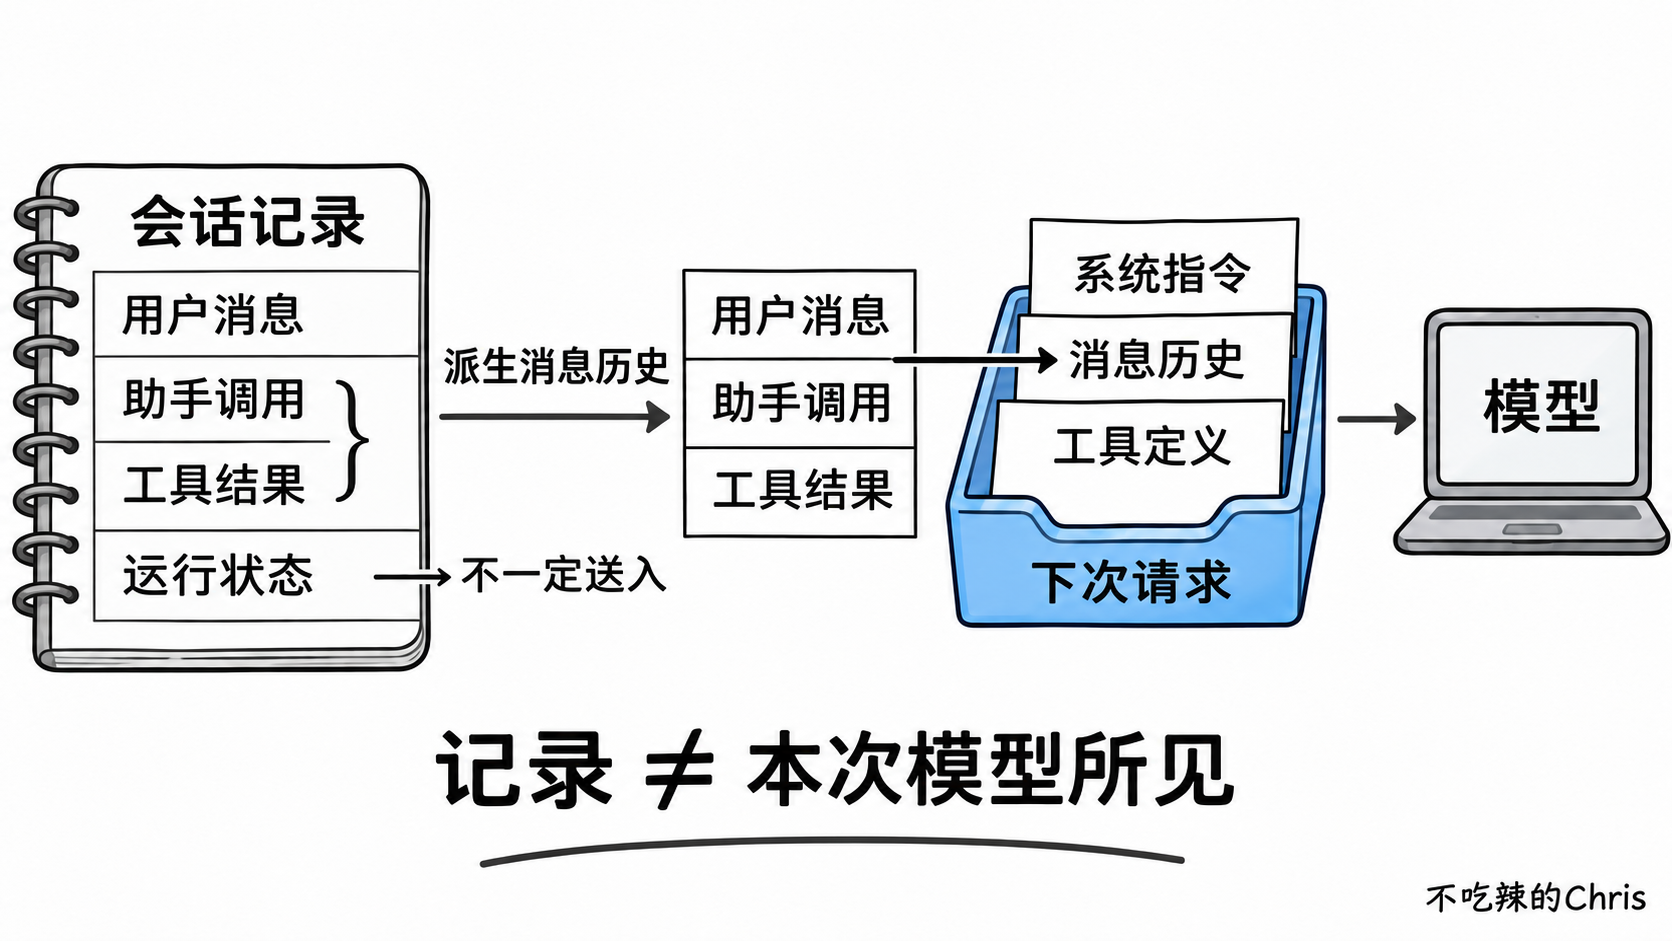 会话记录
用户消息
助手调用
工具结果
运行状态
不一定送入
派生消息历史
用户消息
助手调用
工具结果
系统指令
消息历史
工具定义
下次请求
模型
记录 ≠ 本次模型所见
不吃辣的Chris